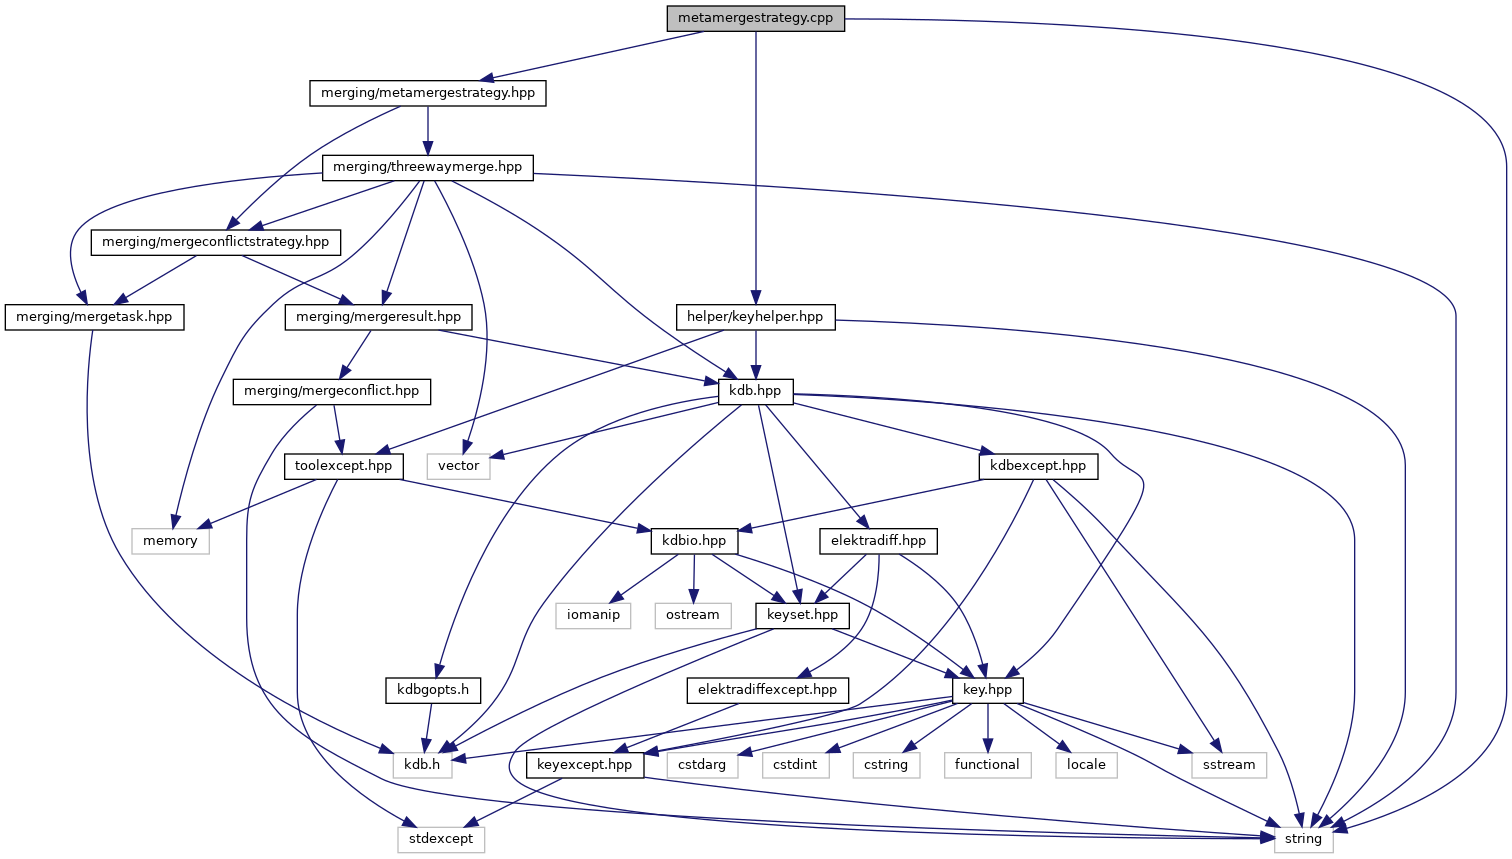 metamergestrategy.cpp
merging/metamergestrategy.hpp
merging/threewaymerge.hpp
merging/mergeconflictstrategy.hpp
merging/mergetask.hpp
merging/mergeresult.hpp
helper/keyhelper.hpp
merging/mergeconflict.hpp
kdb.hpp
toolexcept.hpp
vector
kdbexcept.hpp
memory
kdbio.hpp
elektradiff.hpp
iomanip
ostream
keyset.hpp
kdbgopts.h
elektradiffexcept.hpp
key.hpp
kdb.h
keyexcept.hpp
cstdarg
cstdint
cstring
functional
locale
sstream
stdexcept
string